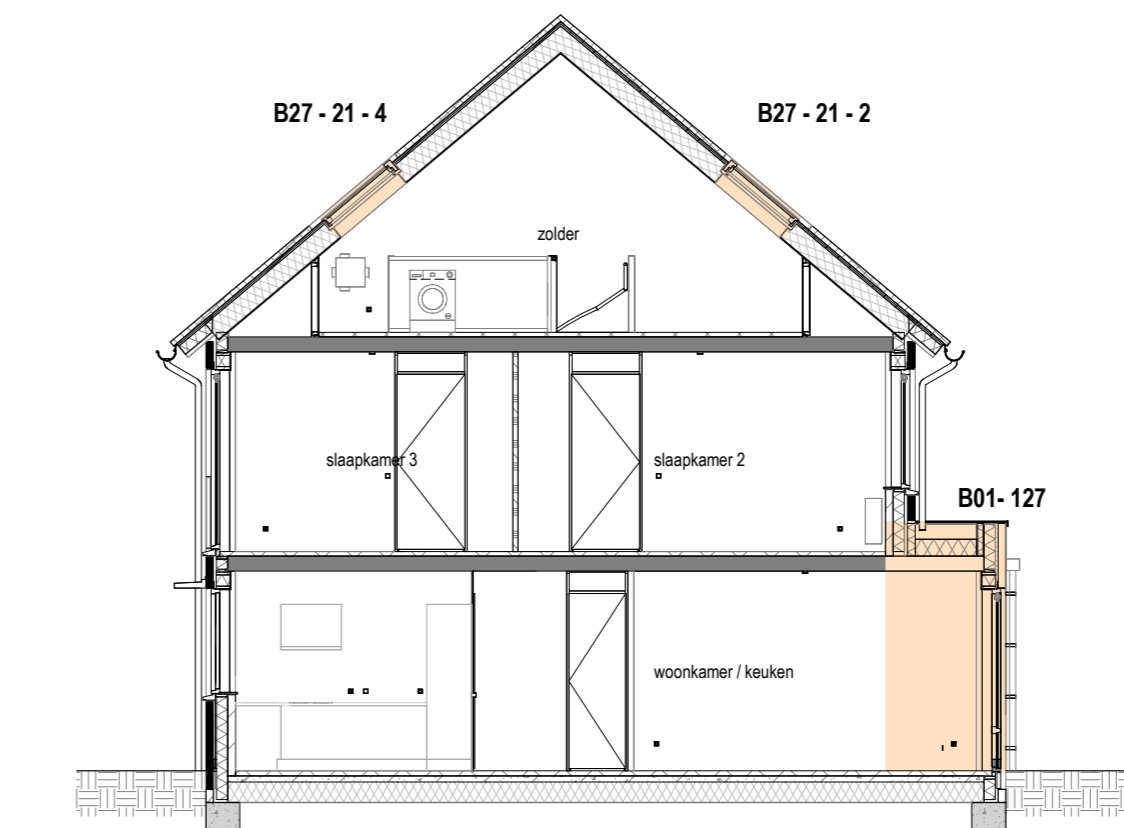 B27 - 21 - 4
B27 - 21 - 2
zolder
slaapkamer 3
slaapkamer 2
B01- 127
woonkamer / keuken